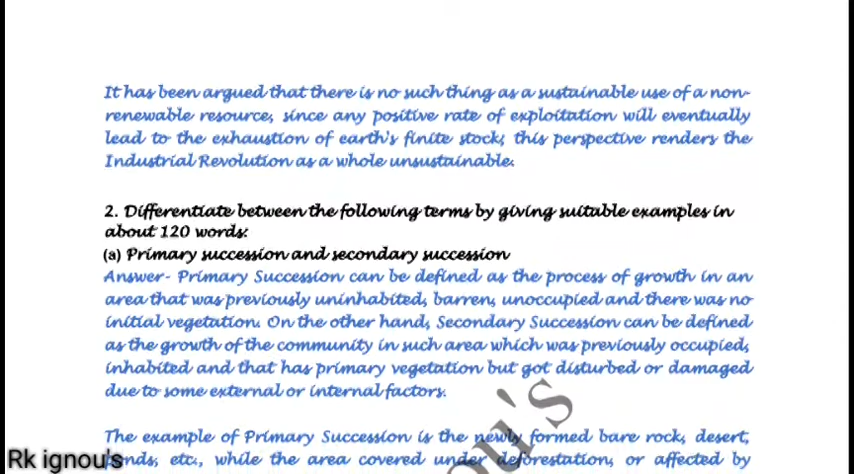 It has been argued that there is no such thing as a sustainable use of a non-
renewable resource, since any positive rate of exploitation will eventually
lead to the exhaustion of earth's finite stock; this perspective renders the
Industrial Revolution as a whole unsustainable.
2. Differentiate between the following terms by giving suitable examples in
about 120 words:
(a) Primary succession and secondary succession
Answer- Primary Succession can be defined as the process of growth in an
area that was previously uninhabited, barren, unoccupied and there was no
initial vegetation. On the other hand, Secondary Succession can be defined
as the growth of the community in such area which was previously occupied,
inhabited and that has primary vegetation but got disturbed or damaged
due to some external or internal factors.
The example of Primary Succession is the newly formed bare rock, desert,
etc., while the area covered under deforestation, or affected by
Rk ignou's
ou's